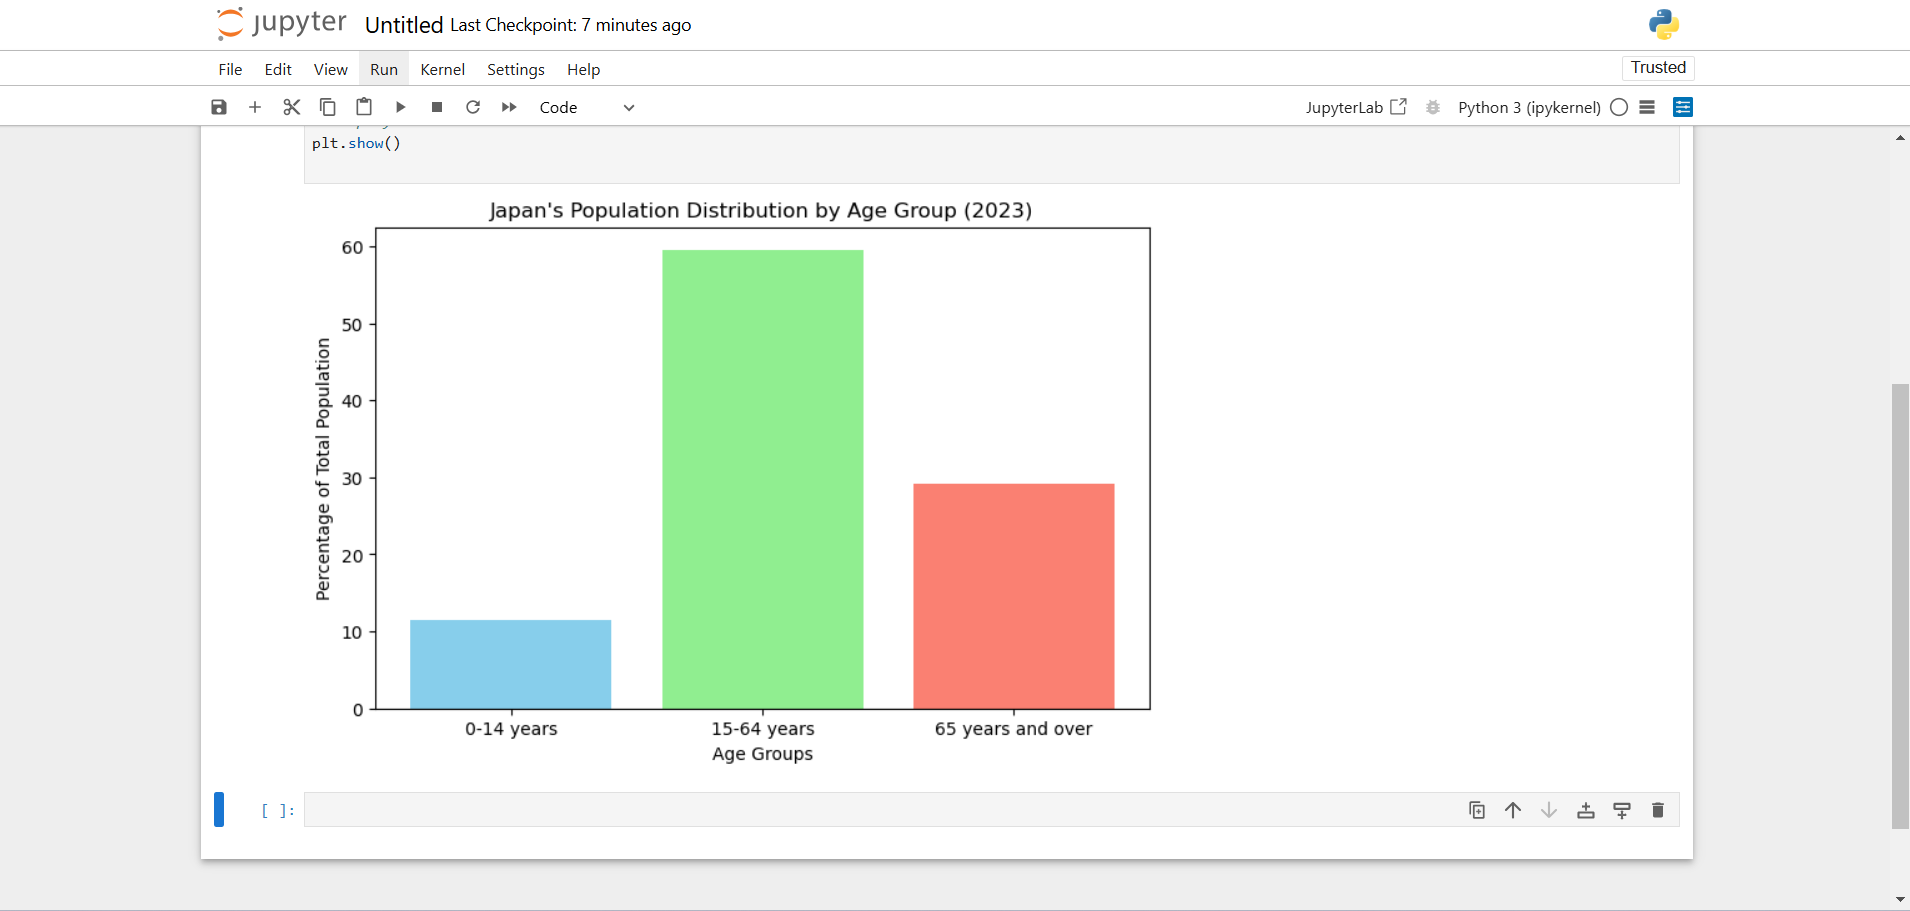 jupyter Untitled Last Checkpoint: 7 minutes ago
File Edit View Run Kernel Settings Help
Trusted
Code
JupyterLab
Python 3 (ipykernel)
plt.show()
Japan's Population Distribution by Age Group (2023)
Percentage of Total Population
60
50
40
30
20
10
0
0-14 years 15-64 years 65 years and over
Age Groups
[ ]: